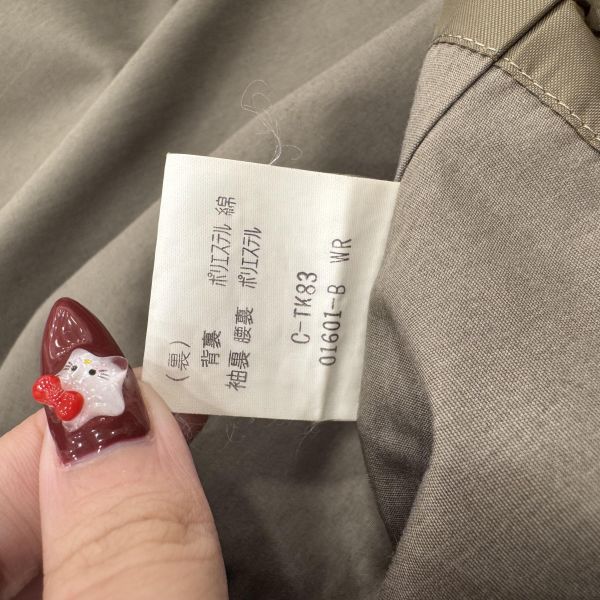 (裏)
背裏 ポリエステル 綿
袖裏 腰裏 ポリエステル
C-TK83
01601-B WR